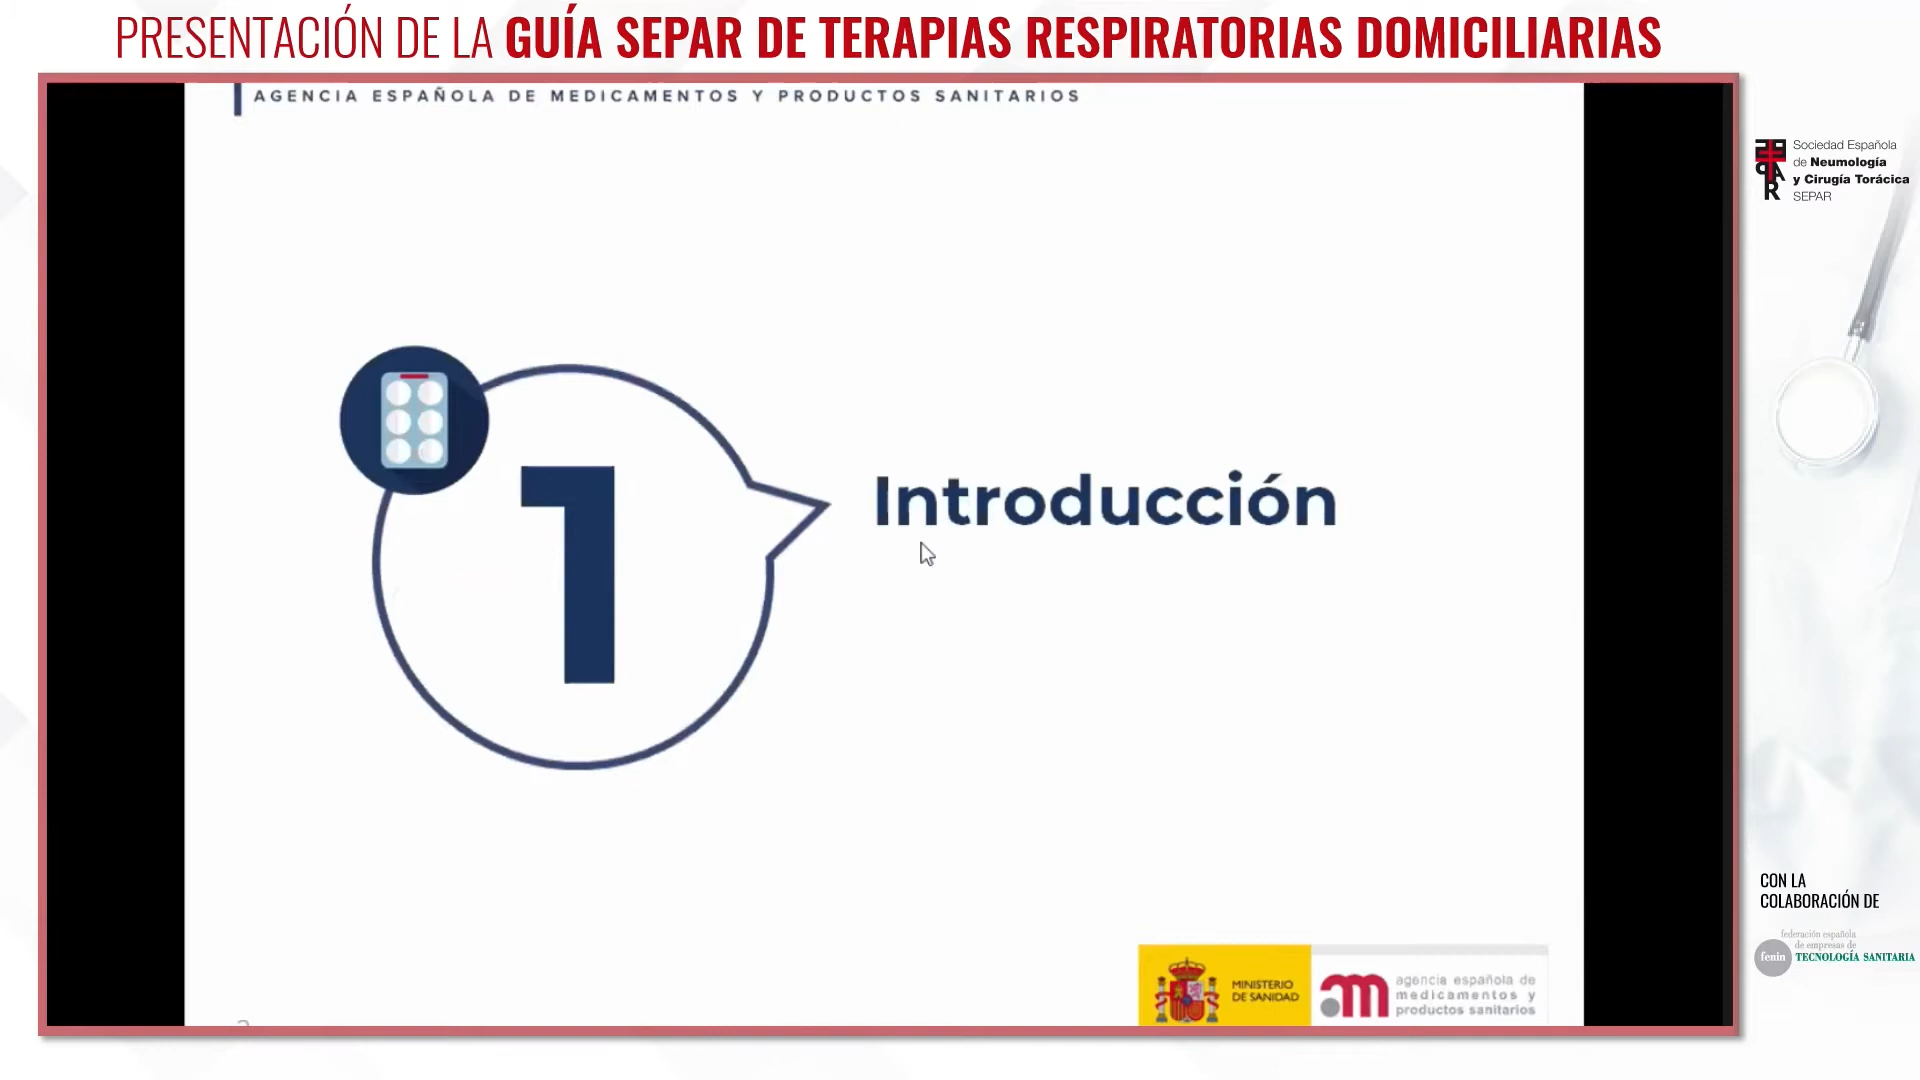 PRESENTACIÓN DE LA GUÍA SEPAR DE TERAPIAS RESPIRATORIAS DOMICILIARIAS
AGENCIA ESPAÑOLA DE MEDICAMENTOS Y PRODUCTOS SANITARIOS
SEPAR
Sociedad Española
de Neumología
y Cirugía Torácica
SEPAR
1
Introducción
CON LA
COLABORACIÓN DE
fenin
federación española
de empresas de
TECNOLOGÍA SANITARIA
MINISTERIO
DE SANIDAD
am
agencia española de
medicamentos y
productos sanitarios